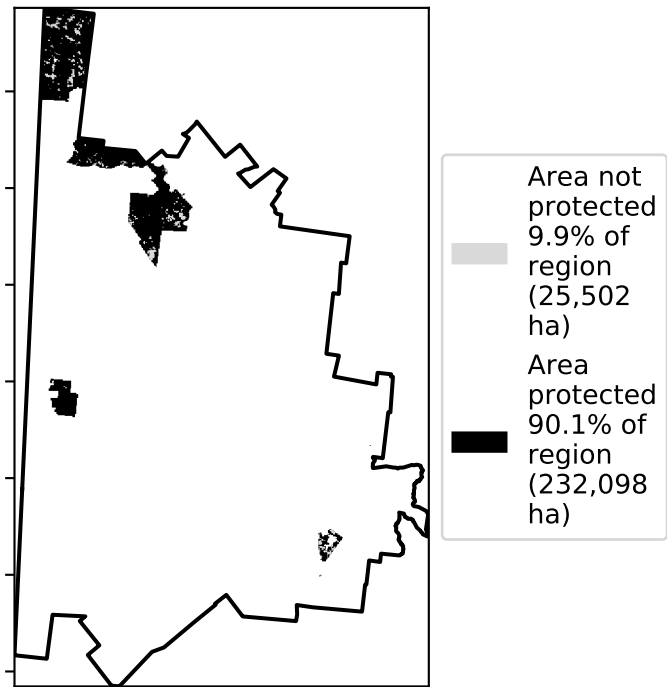 Area not
protected
9.9% of
region
(25,502
ha)
Area
protected
90.1% of
region
(232,098
ha)